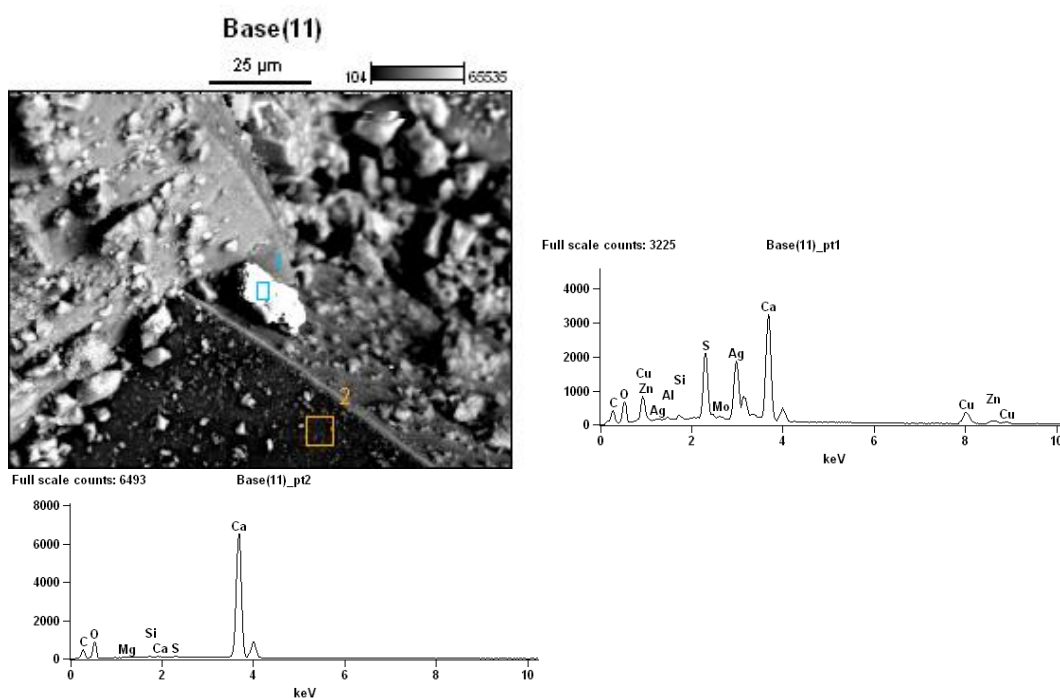 Base(11)
25 µm
104 65535
1
2
Full scale counts: 3225 Base(11)_pt1
4000
3000
2000
1000
0
C O Cu Zn Ag Al Si S Mo Ag Ca Cu Zn Cu
0 2 4 6 8 10
keV
Full scale counts: 6493 Base(11)_pt2
8000
6000
4000
2000
0
C O Mg Si Ca S Ca
0 2 4 6 8 10
keV